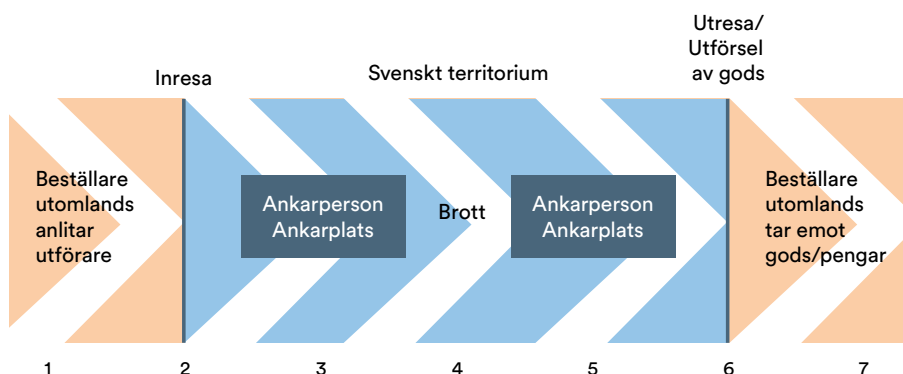 Inresa
Svenskt territorium
Utresa/
Utförsel
av gods
Beställare
utomlands
anlitar
utförare
Ankarperson
Ankarplats
Brott
Ankarperson
Ankarplats
Beställare
utomlands
tar emot
gods/pengar
1 2 3 4 5 6 7